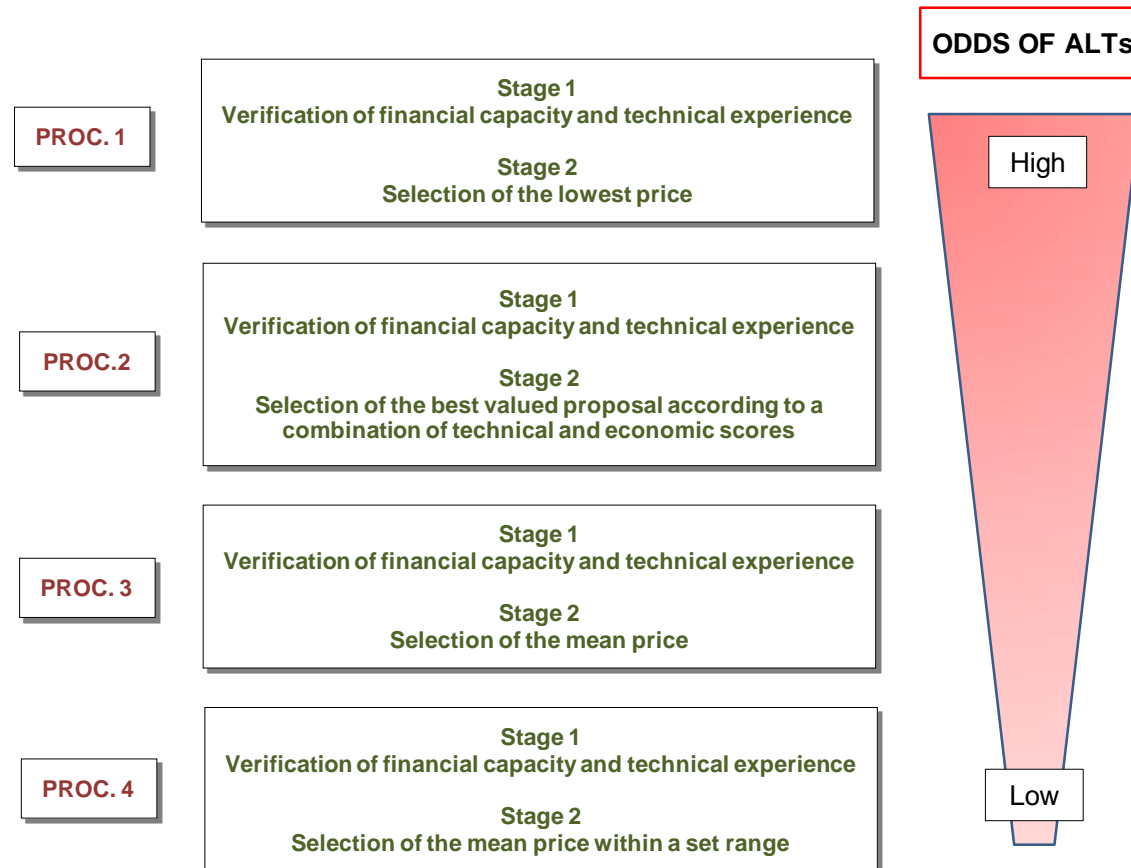 ODDS OF ALTs
PROC. 1
Stage 1
Verification of financial capacity and technical experience
Stage 2
Selection of the lowest price
High
PROC.2
Stage 1
Verification of financial capacity and technical experience
Stage 2
Selection of the best valued proposal according to a
combination of technical and economic scores
PROC. 3
Stage 1
Verification of financial capacity and technical experience
Stage 2
Selection of the mean price
PROC. 4
Stage 1
Verification of financial capacity and technical experience
Stage 2
Selection of the mean price within a set range
Low